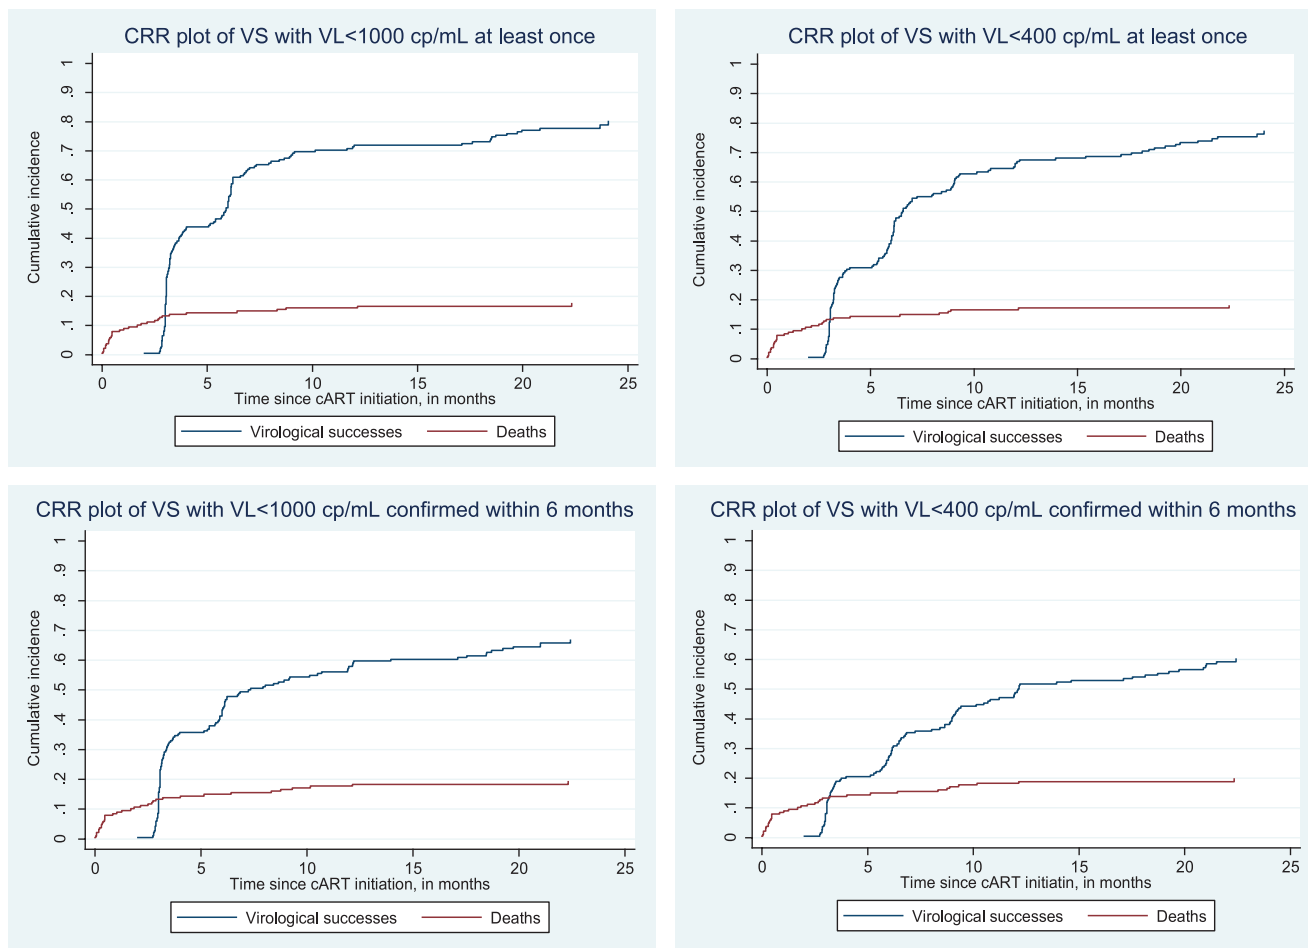 CRR plot of VS with VL<1000 cp/mL at least once
Cumulative incidence
1
.9
.8
.7
.6
.5
.4
.3
.2
.1
0
0 5 10 15 20 25
Time since cART initiation, in months
Virological successes Deaths
CRR plot of VS with VL<400 cp/mL at least once
Cumulative incidence
1
.9
.8
.7
.6
.5
.4
.3
.2
.1
0
0 5 10 15 20 25
Time since cART initiation, in months
Virological successes Deaths
CRR plot of VS with VL<1000 cp/mL confirmed within 6 months
Cumulative incidence
1
.9
.8
.7
.6
.5
.4
.3
.2
.1
0
0 5 10 15 20 25
Time since cART initiation, in months
Virological successes Deaths
CRR plot of VS with VL<400 cp/mL confirmed within 6 months
Cumulative incidence
1
.9
.8
.7
.6
.5
.4
.3
.2
.1
0
0 5 10 15 20 25
Time since cART initiatin, in months
Virological successes Deaths